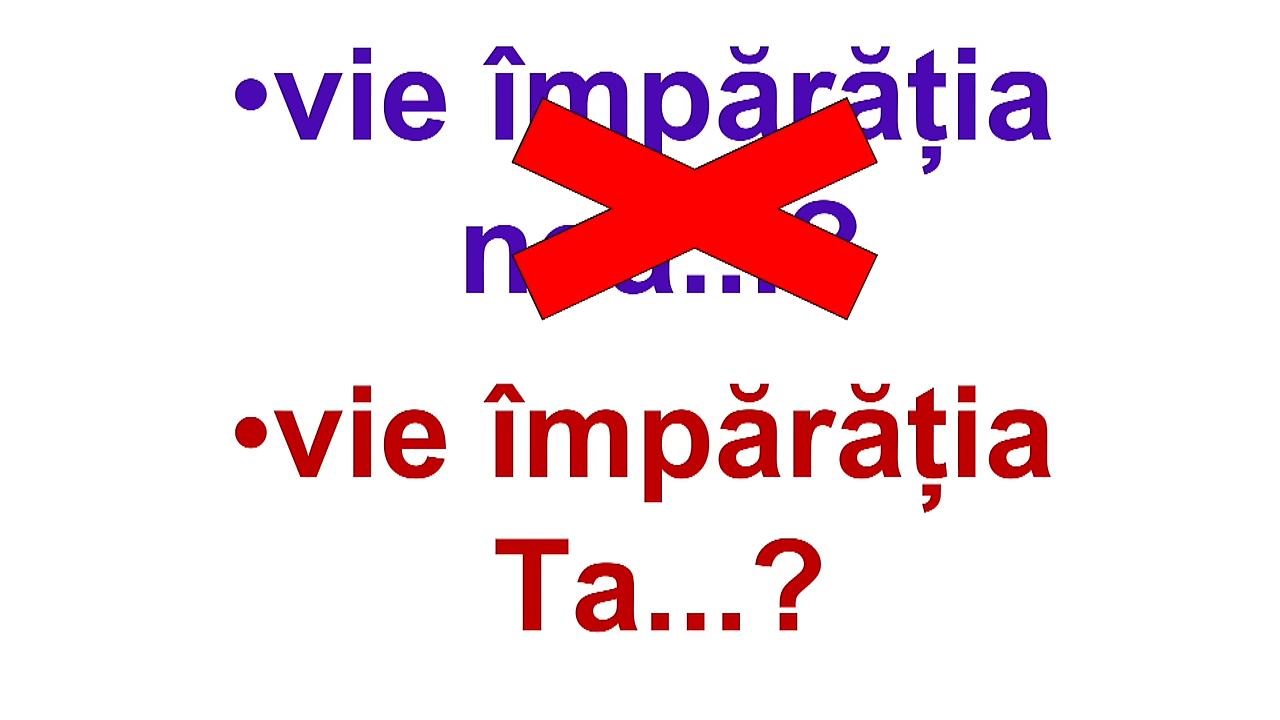 •vie împărăția
...?
•vie împărăția
Ta...?